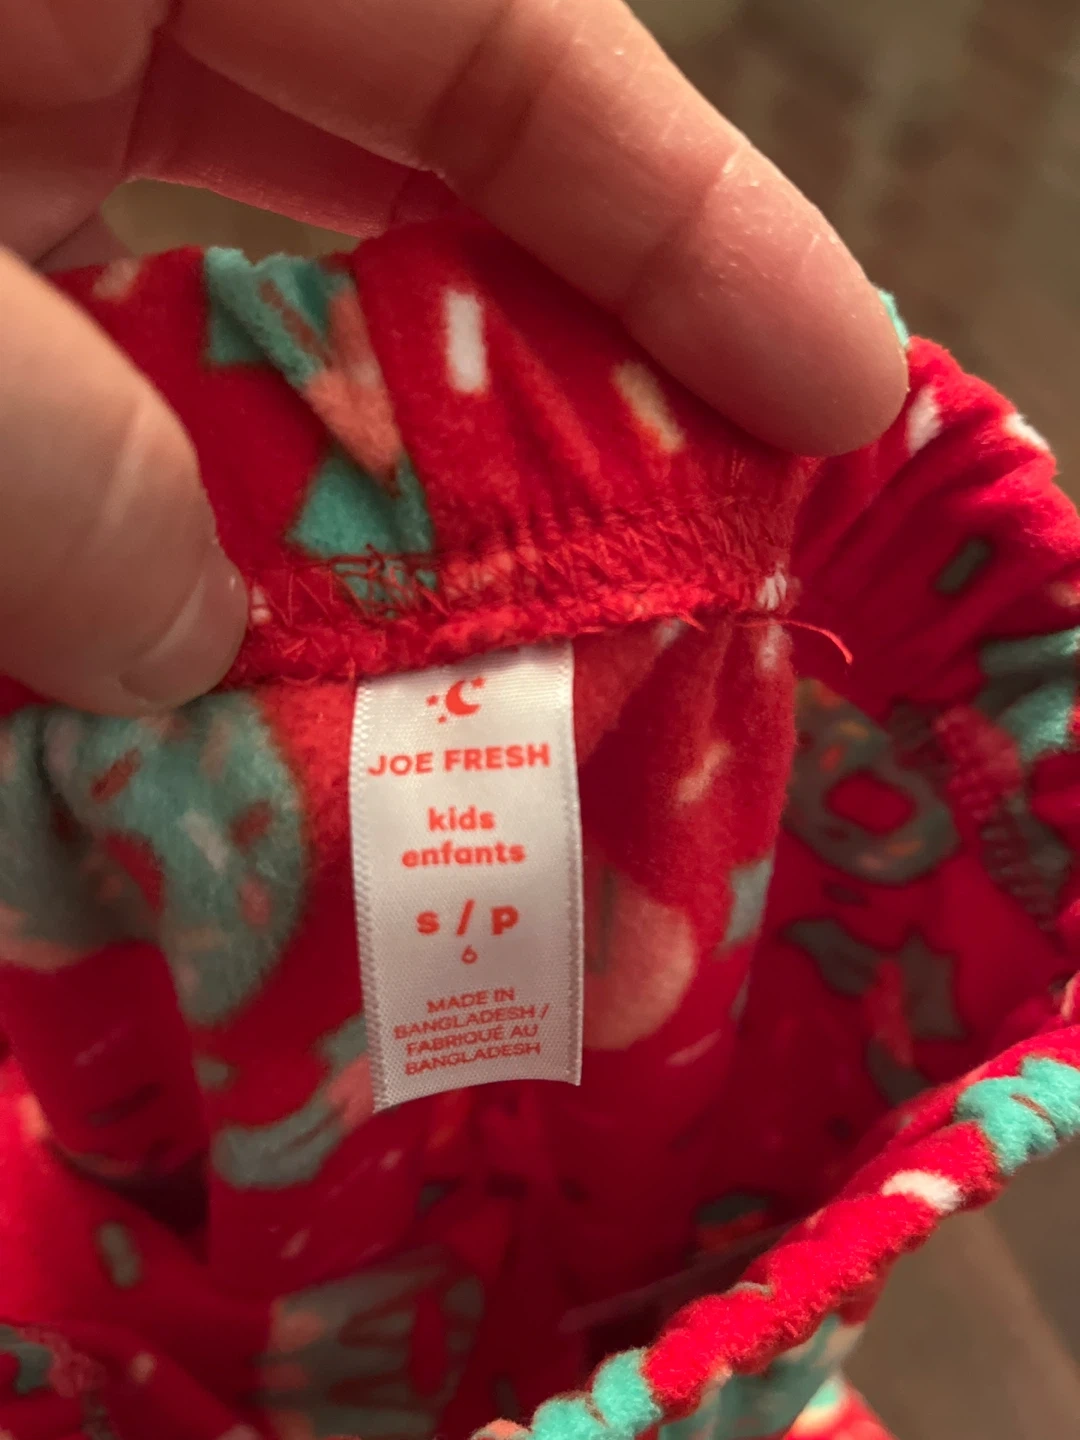 JOE FRESH
kids
enfants
s / p
6
MADE IN
BANGLADESH /
FABRIQUÉ AU
BANGLADESH